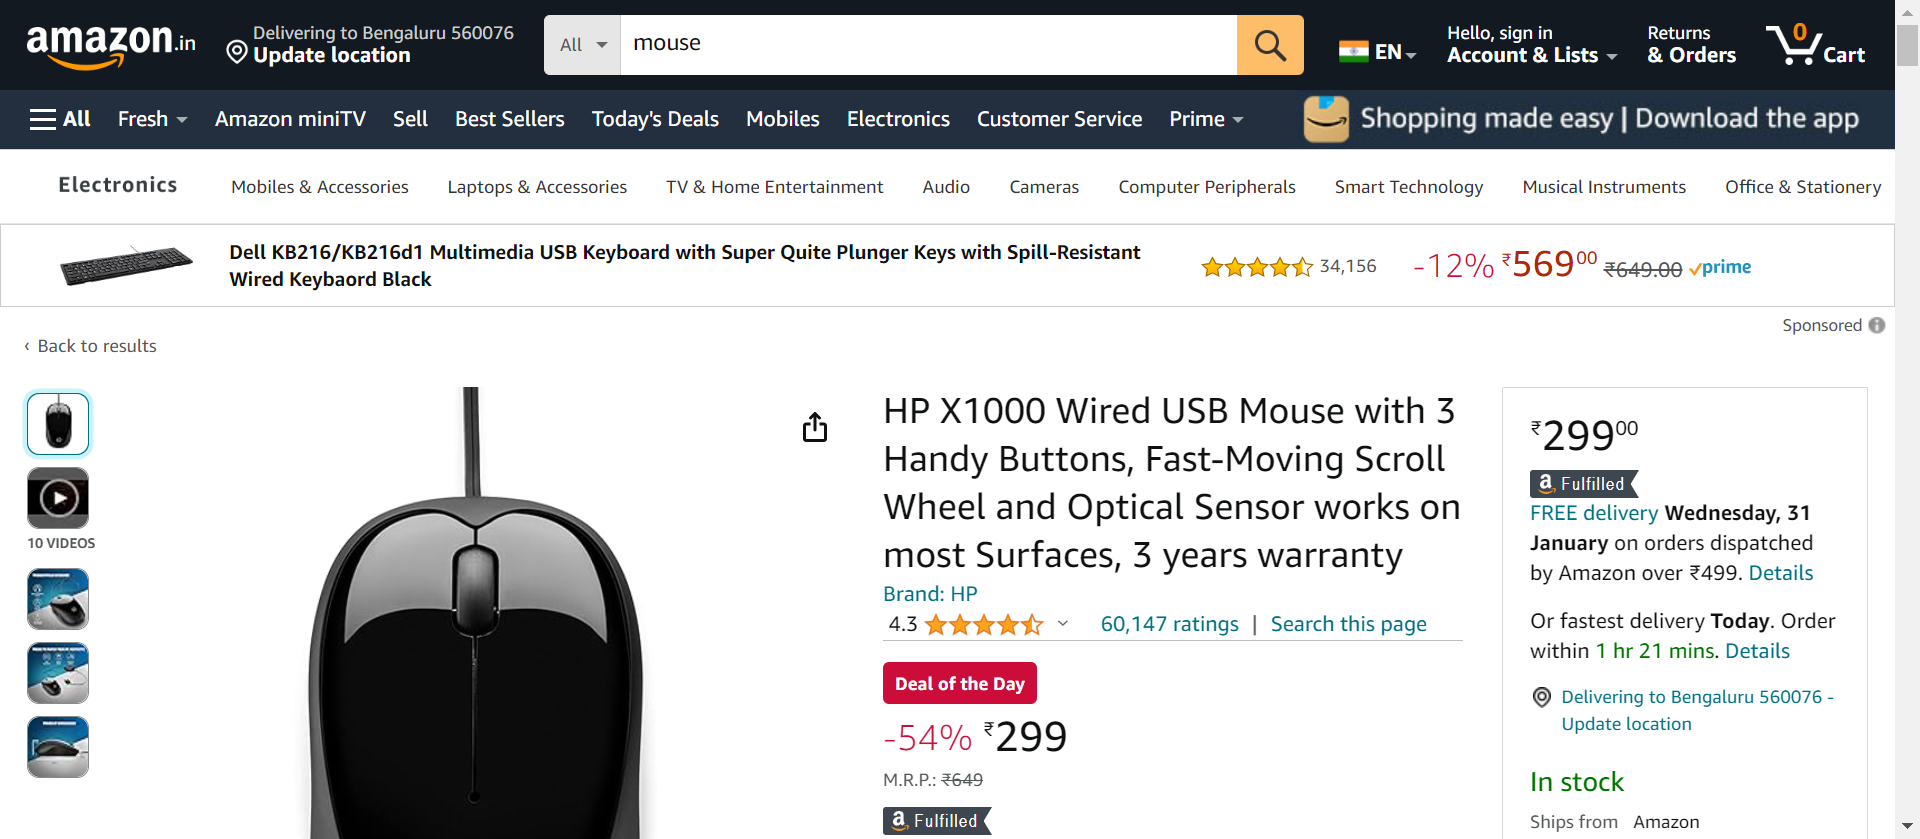 amazon.in
Delivering to Bengaluru 560076
Update location
All
mouse
EN
Hello, sign in
Account & Lists
Returns
& Orders
0
Cart
All
Fresh
Amazon miniTV
Sell
Best Sellers
Today's Deals
Mobiles
Electronics
Customer Service
Prime
Shopping made easy | Download the app
Electronics
Mobiles & Accessories
Laptops & Accessories
TV & Home Entertainment
Audio
Cameras
Computer Peripherals
Smart Technology
Musical Instruments
Office & Stationery
Dell KB216/KB216d1 Multimedia USB Keyboard with Super Quite Plunger Keys with Spill-Resistant
Wired Keybaord Black
34,156
-12% ₹56900 ₹649.00 prime
Sponsored
‹ Back to results
10 VIDEOS
HP X1000 Wired USB Mouse with 3
Handy Buttons, Fast-Moving Scroll
Wheel and Optical Sensor works on
most Surfaces, 3 years warranty
Brand: HP
4.3
60,147 ratings | Search this page
Deal of the Day
-54% ₹299
M.R.P.: ₹649
a Fulfilled
₹29900
a Fulfilled
FREE delivery Wednesday, 31
January on orders dispatched
by Amazon over ₹499. Details
Or fastest delivery Today. Order
within 1 hr 21 mins. Details
Delivering to Bengaluru 560076 -
Update location
In stock
Ships from Amazon